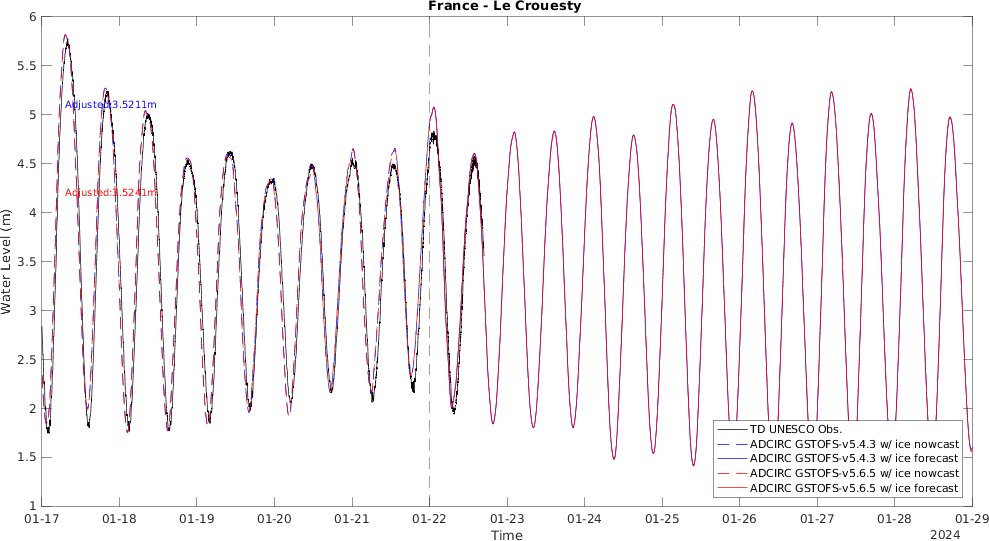 France - Le Crouesty
6
5.5
5
4.5
4
3.5
3
2.5
2
1.5
1
Water Level (m)
Adjusted:3.5211m
Adjusted:3.5241m
TD UNESCO Obs.
ADCIRC GSTOFS-v5.4.3 w/ ice nowcast
ADCIRC GSTOFS-v5.4.3 w/ ice forecast
ADCIRC GSTOFS-v5.6.5 w/ ice nowcast
ADCIRC GSTOFS-v5.6.5 w/ ice forecast
01-17 01-18 01-19 01-20 01-21 01-22 01-23 01-24 01-25 01-26 01-27 01-28 01-29
Time
2024